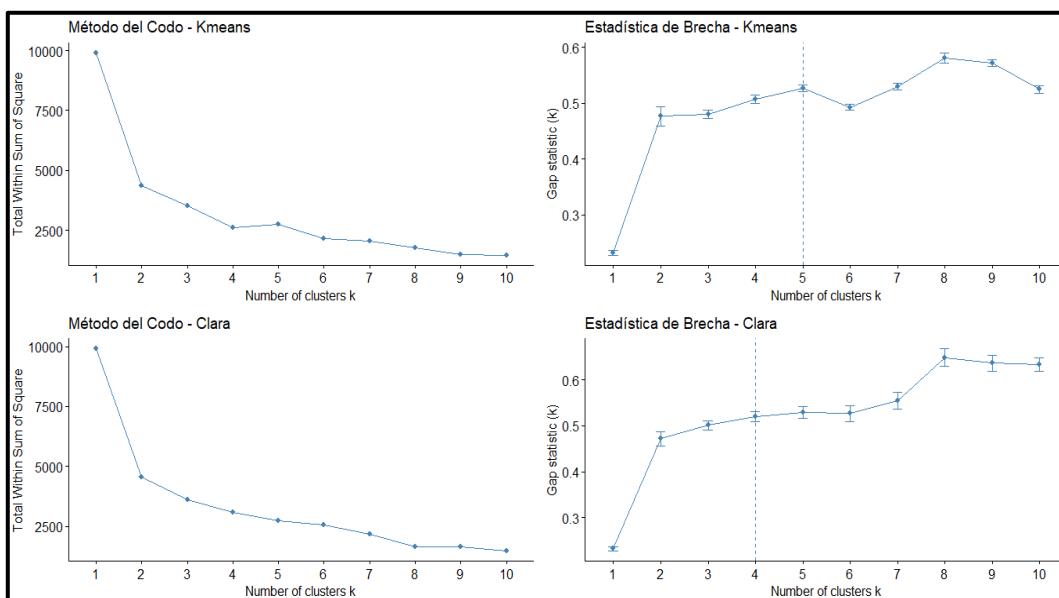 Método del Codo - Kmeans
Total Within Sum of Square
10000
7500
5000
2500
1 2 3 4 5 6 7 8 9 10
Number of clusters k
Estadística de Brecha - Kmeans
Gap statistic (k)
0.6
0.5
0.4
0.3
1 2 3 4 5 6 7 8 9 10
Number of clusters k
Método del Codo - Clara
Total Within Sum of Square
10000
7500
5000
2500
1 2 3 4 5 6 7 8 9 10
Number of clusters k
Estadística de Brecha - Clara
Gap statistic (k)
0.6
0.5
0.4
0.3
1 2 3 4 5 6 7 8 9 10
Number of clusters k